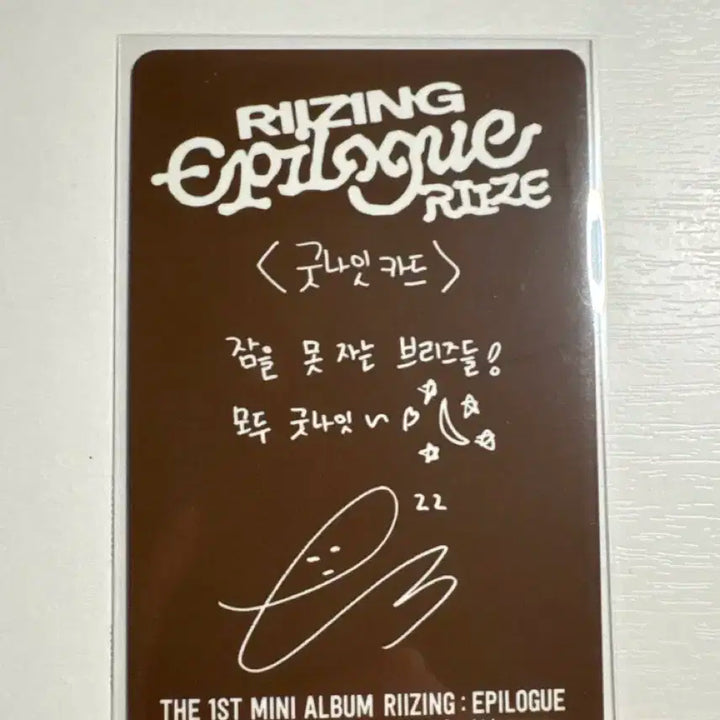 RIIZING
Epilogue
RIIZE
〈굿나잇 카드〉
잠을 못 자는 브리즈들!
모두 굿나잇~
22
THE 1ST MINI ALBUM RIIZING : EPILOGUE